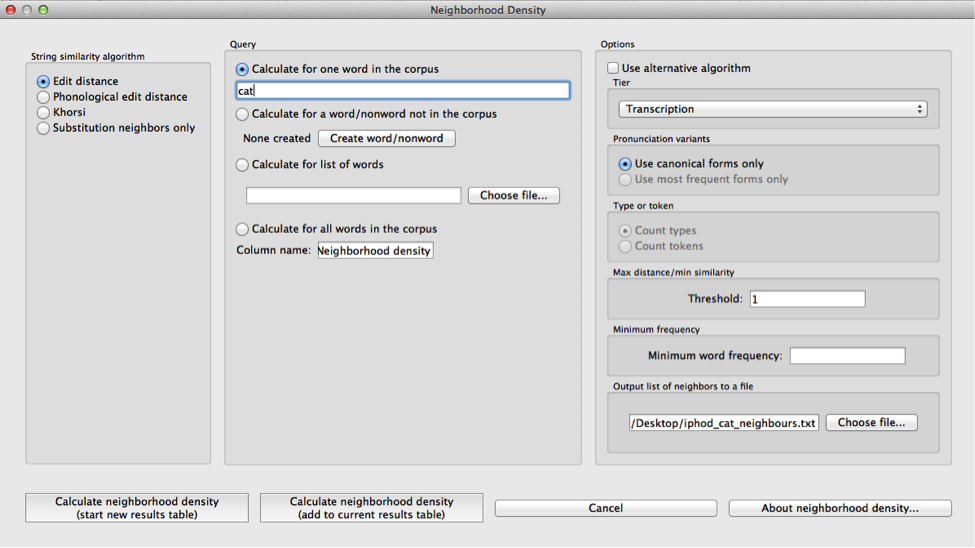 Neighborhood Density
String similarity algorithm
Edit distance
Phonological edit distance
Khorsi
Substitution neighbors only
Query
Calculate for one word in the corpus
cat
Calculate for a word/nonword not in the corpus
None created Create word/nonword
Calculate for list of words
Choose file...
Calculate for all words in the corpus
Column name: Neighborhood density
Options
Use alternative algorithm
Tier
Transcription
Pronunciation variants
Use canonical forms only
Use most frequent forms only
Type or token
Count types
Count tokens
Max distance/min similarity
Threshold: 1
Minimum frequency
Minimum word frequency:
Output list of neighbors to a file
/Desktop/iphod_cat_neighbours.txt Choose file...
Calculate neighborhood density
(start new results table)
Calculate neighborhood density
(add to current results table)
Cancel
About neighborhood density...